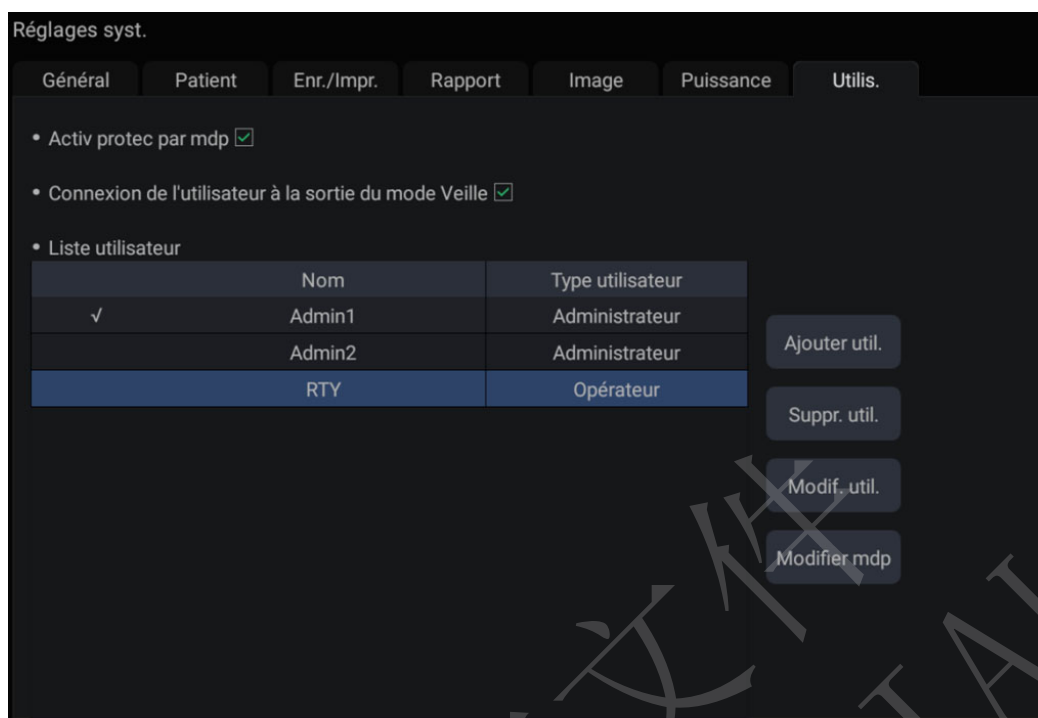 Réglages syst.
Général Patient Enr./Impr. Rapport Image Puissance Utilis.
• Activ protec par mdp
• Connexion de l'utilisateur à la sortie du mode Veille
• Liste utilisateur
Nom Type utilisateur
√ Admin1 Administrateur
Admin2 Administrateur
RTY Opérateur
Ajouter util.
Suppr. util.
Modif. util.
Modifier mdp
文件